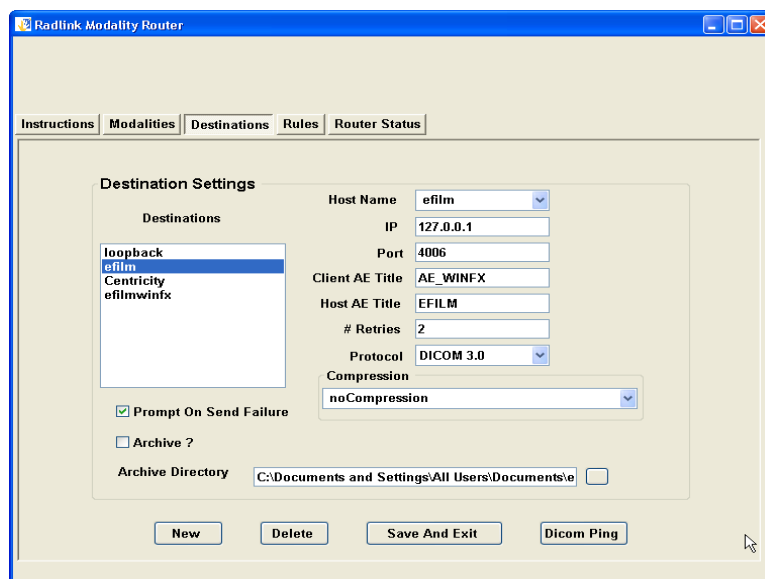 Radlink Modality Router
Instructions Modalities Destinations Rules Router Status
Destination Settings
Destinations
loopback
efilm
Centricity
efilmwinfx
Host Name efilm
IP 127.0.0.1
Port 4006
Client AE Title AE_WINFX
Host AE Title EFILM
# Retries 2
Protocol DICOM 3.0
Compression
noCompression
Prompt On Send Failure
Archive ?
Archive Directory C:\Documents and Settings\All Users\Documents\e
New Delete Save And Exit Dicom Ping